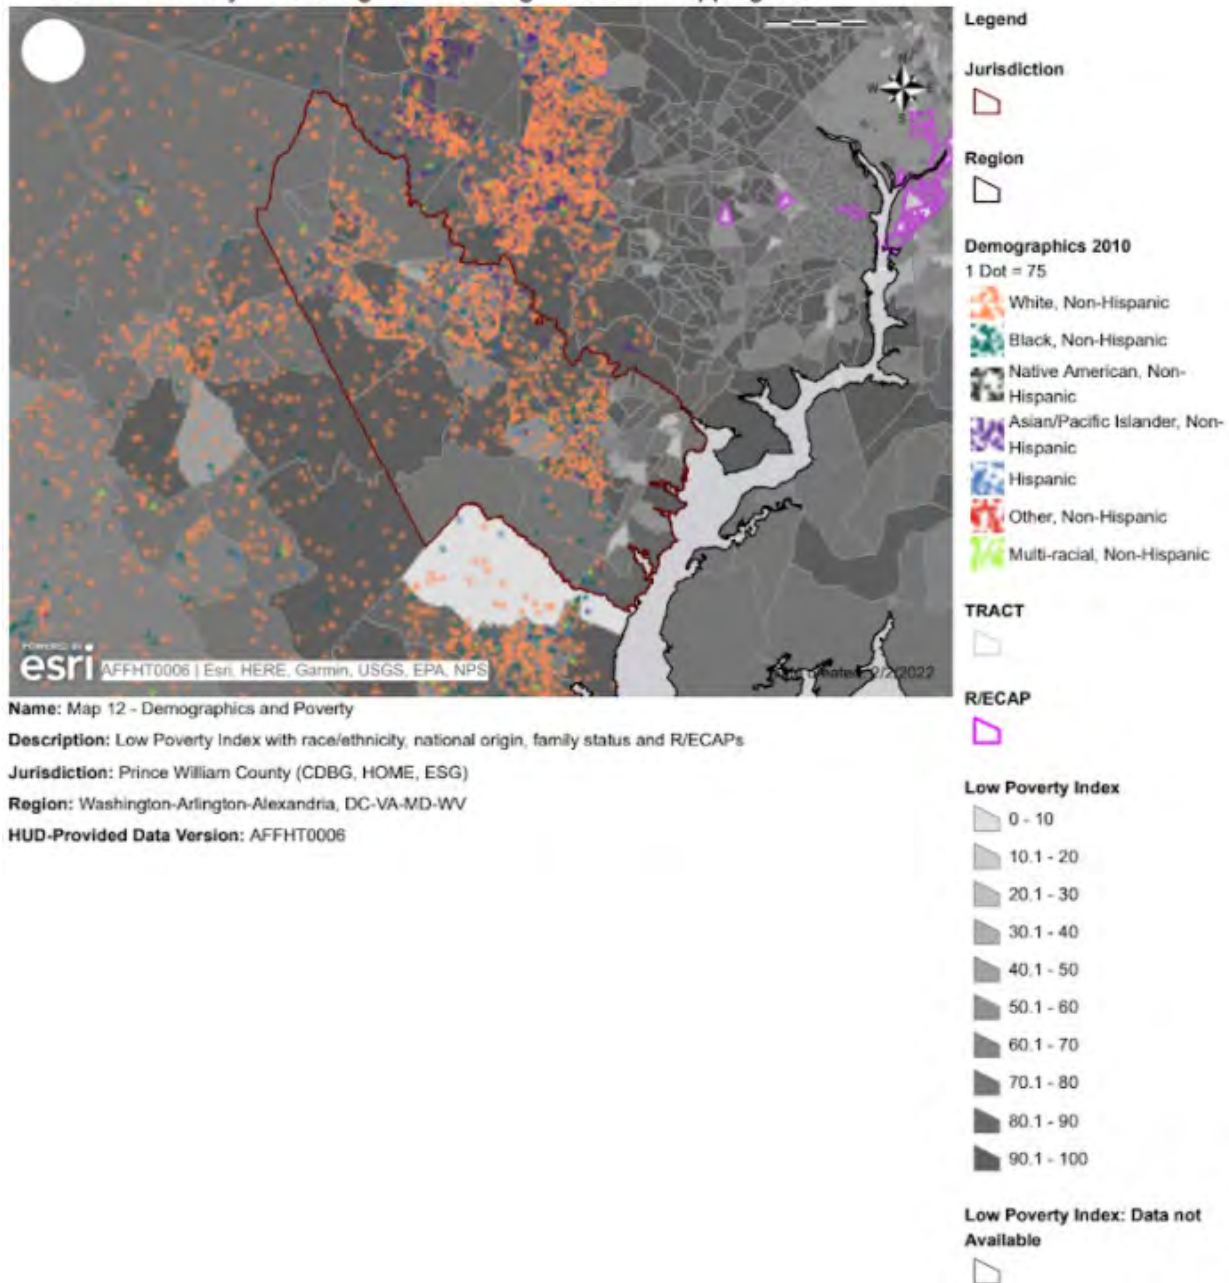 Legend
Jurisdiction
Region
Demographics 2010
1 Dot = 75
White, Non-Hispanic
Black, Non-Hispanic
Native American, Non-
Hispanic
Asian/Pacific Islander, Non-
Hispanic
Hispanic
Other, Non-Hispanic
Multi-racial, Non-Hispanic
TRACT
R/ECAP
Low Poverty Index
0 - 10
10.1 - 20
20.1 - 30
30.1 - 40
40.1 - 50
50.1 - 60
60.1 - 70
70.1 - 80
80.1 - 90
90.1 - 100
Low Poverty Index: Data not
Available
N
W E
S
POWERED BY
esri
AFFHT0006 | Esri, HERE, Garmin, USGS, EPA, NPS
2/2/2022
Name: Map 12 - Demographics and Poverty
Description: Low Poverty Index with race/ethnicity, national origin, family status and R/ECAPs
Jurisdiction: Prince William County (CDBG, HOME, ESG)
Region: Washington-Arlington-Alexandria, DC-VA-MD-WV
HUD-Provided Data Version: AFFHT0006